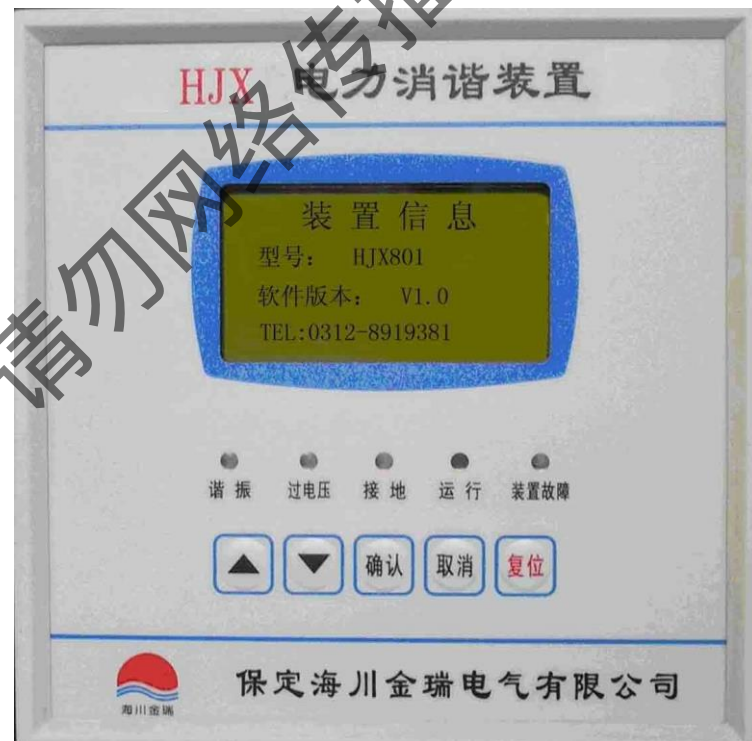 HJX 电力消谐装置
装置信息
型号: HJX801
软件版本: V1.0
TEL:0312-8919381
谐振 过电压 接地 运行 装置故障
▲ ▼ 确认 取消 复位
海川金瑞
保定海川金瑞电气有限公司
请勿网络传播